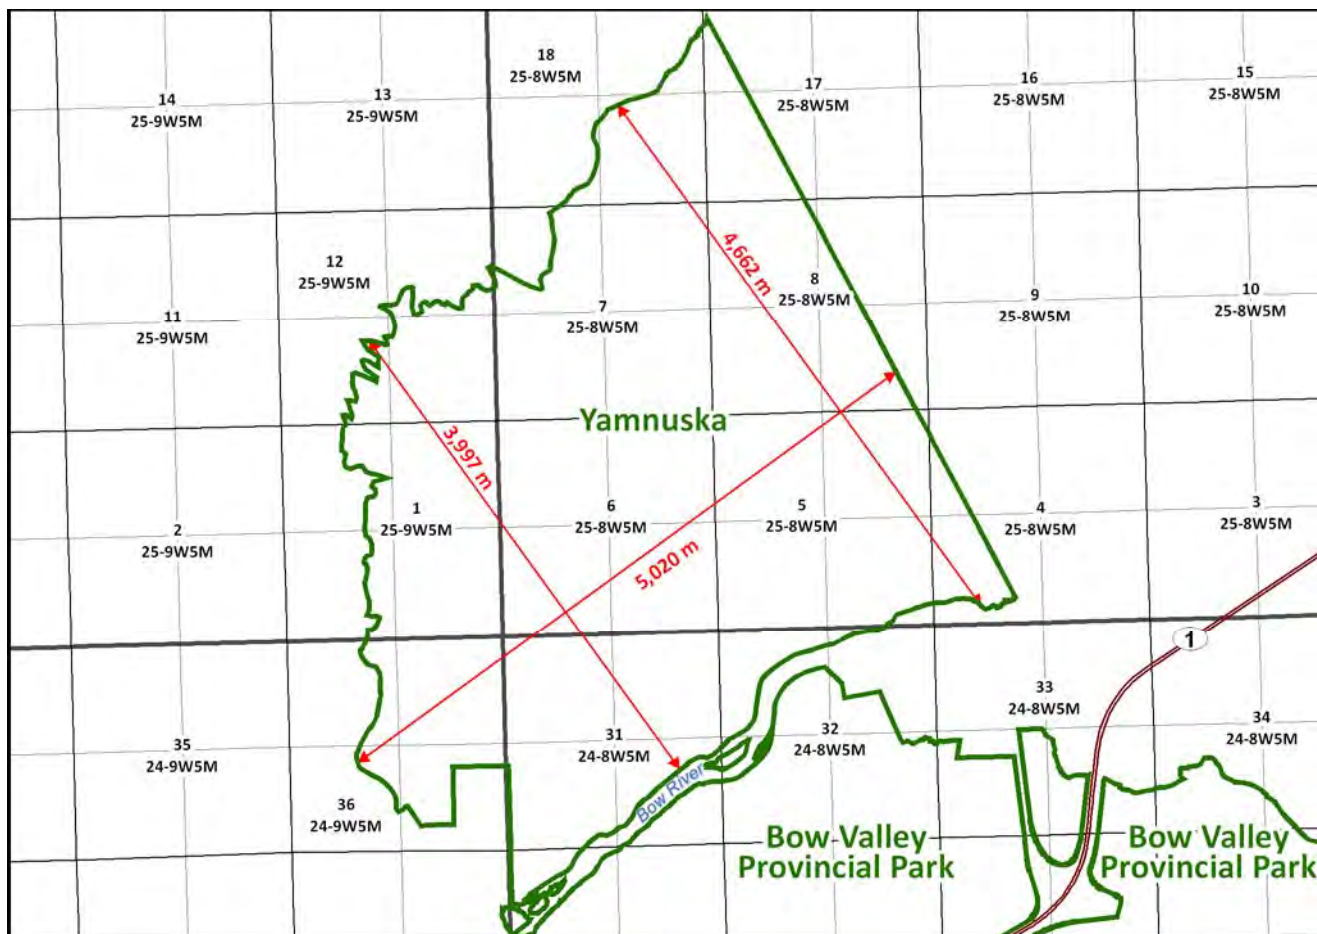 18
25-8W5M
17
25-8W5M
16
25-8W5M
15
25-8W5M
14
25-9W5M
13
25-9W5M
12
25-9W5M
11
25-9W5M
7
25-8W5M
4,662 m
8
25-8W5M
9
25-8W5M
10
25-8W5M
Yamnuska
3,997 m
2
25-9W5M
1
25-9W5M
6
25-8W5M
5
25-8W5M
4
25-8W5M
3
25-8W5M
5,020 m
1
35
24-9W5M
36
24-9W5M
31
24-8W5M
Bow River
32
24-8W5M
33
24-8W5M
34
24-8W5M
Bow Valley
Provincial Park
Bow Valley
Provincial Park